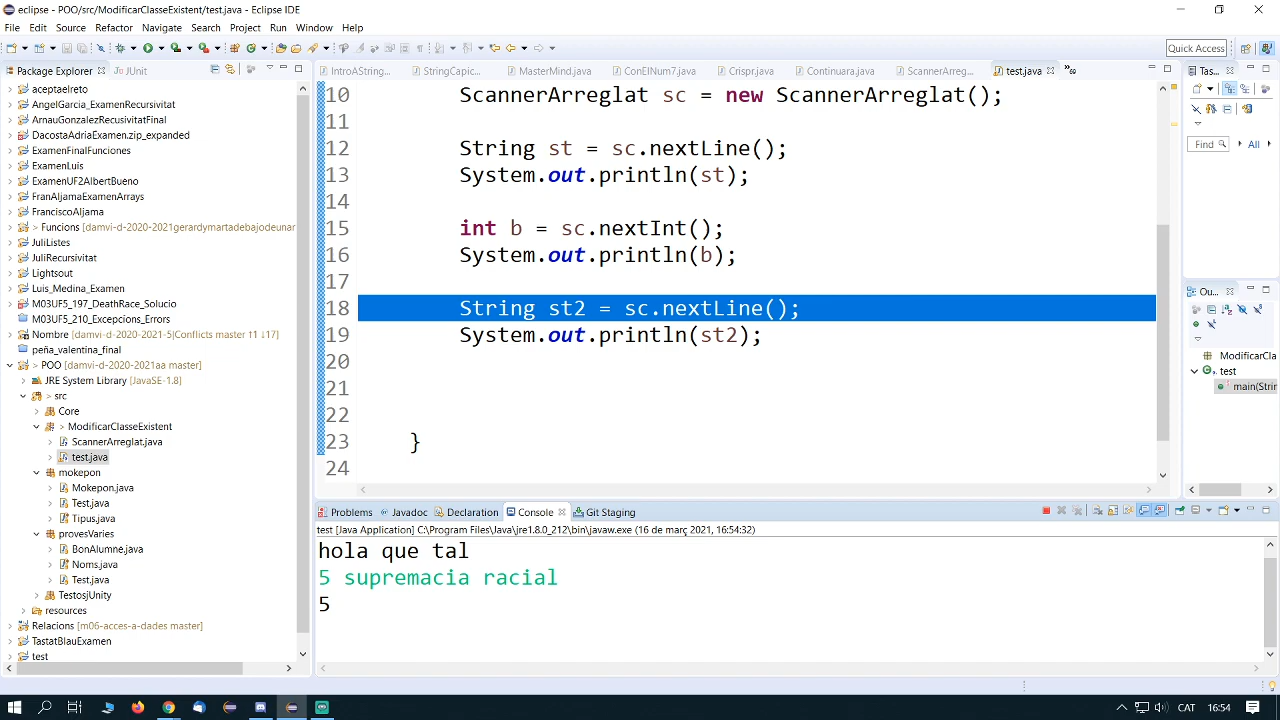 eclipse - POO/src/ModificarClasseExistent/test.java - Eclipse IDE
File Edit Source Refactor Navigate Search Project Run Window Help
Quick Access
Package Explorer JUnit
aceptaelreto
AngelGarcia_ExamenRecursivitat
ArnauGonzalezRecusivitatFinal
DacostaAdriaExamen.zip_expanded
ExamenFinalFunciones
ExamenLuis
ExamenUF2AlbertBueno
FranAljamaExamenArrays
FranciscoAljama
> Funcions [damvi-d-2020-2021gerardymartadebajodeunar
JuliListes
JuliRecursivitat
Lightsout
Luis_Medina_Examen
M03UF5_197_DeathRace_Solucio
M03UF5_210_Excepcions_Errors
> Nombre [damvi-d-2020-2021-5|Conflicts master ↑1 ↓17]
peña_valentina_final
> POO [damvi-d-2020-2021aa master]
JRE System Library [JavaSE-1.8]
> src
Core
> ModificarClasseExistent
ScannerArreglat.java
test.java
mokepon
Mokepon.java
Test.java
Tipus.java
provesVaries
BonAlumne.java
Noms.java
Test.java
TestosjUnity
resources
Relacions [m06-acces-a-dades master]
TastatBlauExamen
test
IntroAString... StringCapic... MasterMind.java ConElNum7.java Crispr.java Continuara.java ScannerArreg... test.java
10 ScannerArreglat sc = new ScannerArreglat();
11
12 String st = sc.nextLine();
13 System.out.println(st);
14
15 int b = sc.nextInt();
16 System.out.println(b);
17
18 String st2 = sc.nextLine();
19 System.out.println(st2);
20
21
22
23 }
24
Tas...
Find All
Ou...
ModificarCla
test
main(Strin
Problems Javadoc Declaration Console Git Staging
test [Java Application] C:\Program Files\Java\jre1.8.0_212\bin\javaw.exe (16 de març 2021, 16:54:32)
hola que tal
5 supremacia racial
5
CAT 16:54